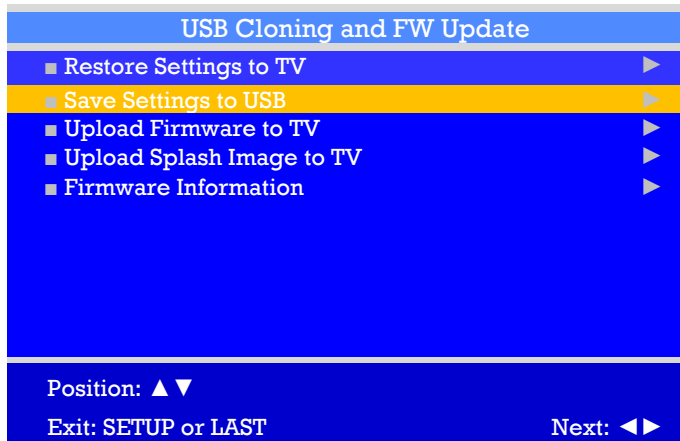 USB Cloning and FW Update
■ Restore Settings to TV ►
■ Save Settings to USB ►
■ Upload Firmware to TV ►
■ Upload Splash Image to TV ►
■ Firmware Information ►
Position: ▲▼
Exit: SETUP or LAST Next: ◄►